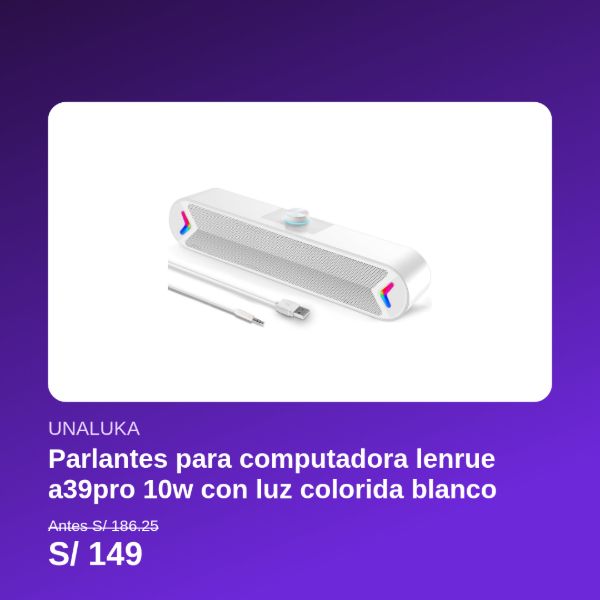 UNALUKA
Parlantes para computadora lenrue
a39pro 10w con luz colorida blanco
Antes S/ 186.25
S/ 149